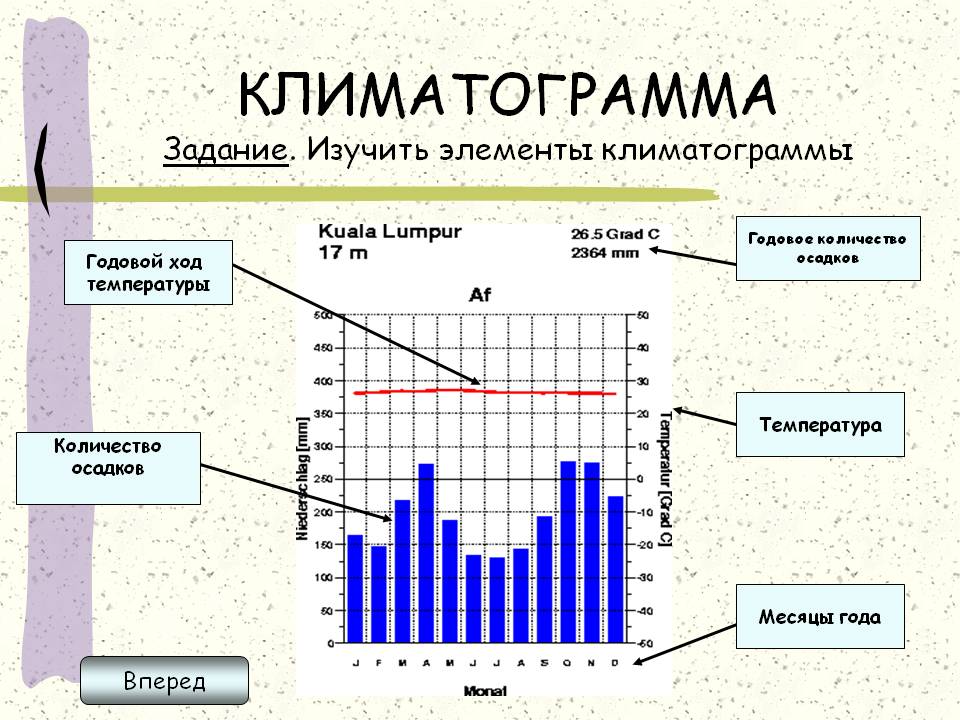 КЛИМАТОГРАММА
Задание. Изучить элементы климатограммы
Годовой ход
температуры
Количество
осадков
Kuala Lumpur
17 m
26.5 Grad C
2364 mm
Af
500
450
400
350
300
250
200
150
100
50
0
Niederschlag [mm]
50
40
30
20
10
0
-10
-20
-30
-40
-50
Temperatur [Grad C]
J F M A M J J A S O N D
Monat
Годовое количество
осадков
Температура
Месяцы года
Вперед